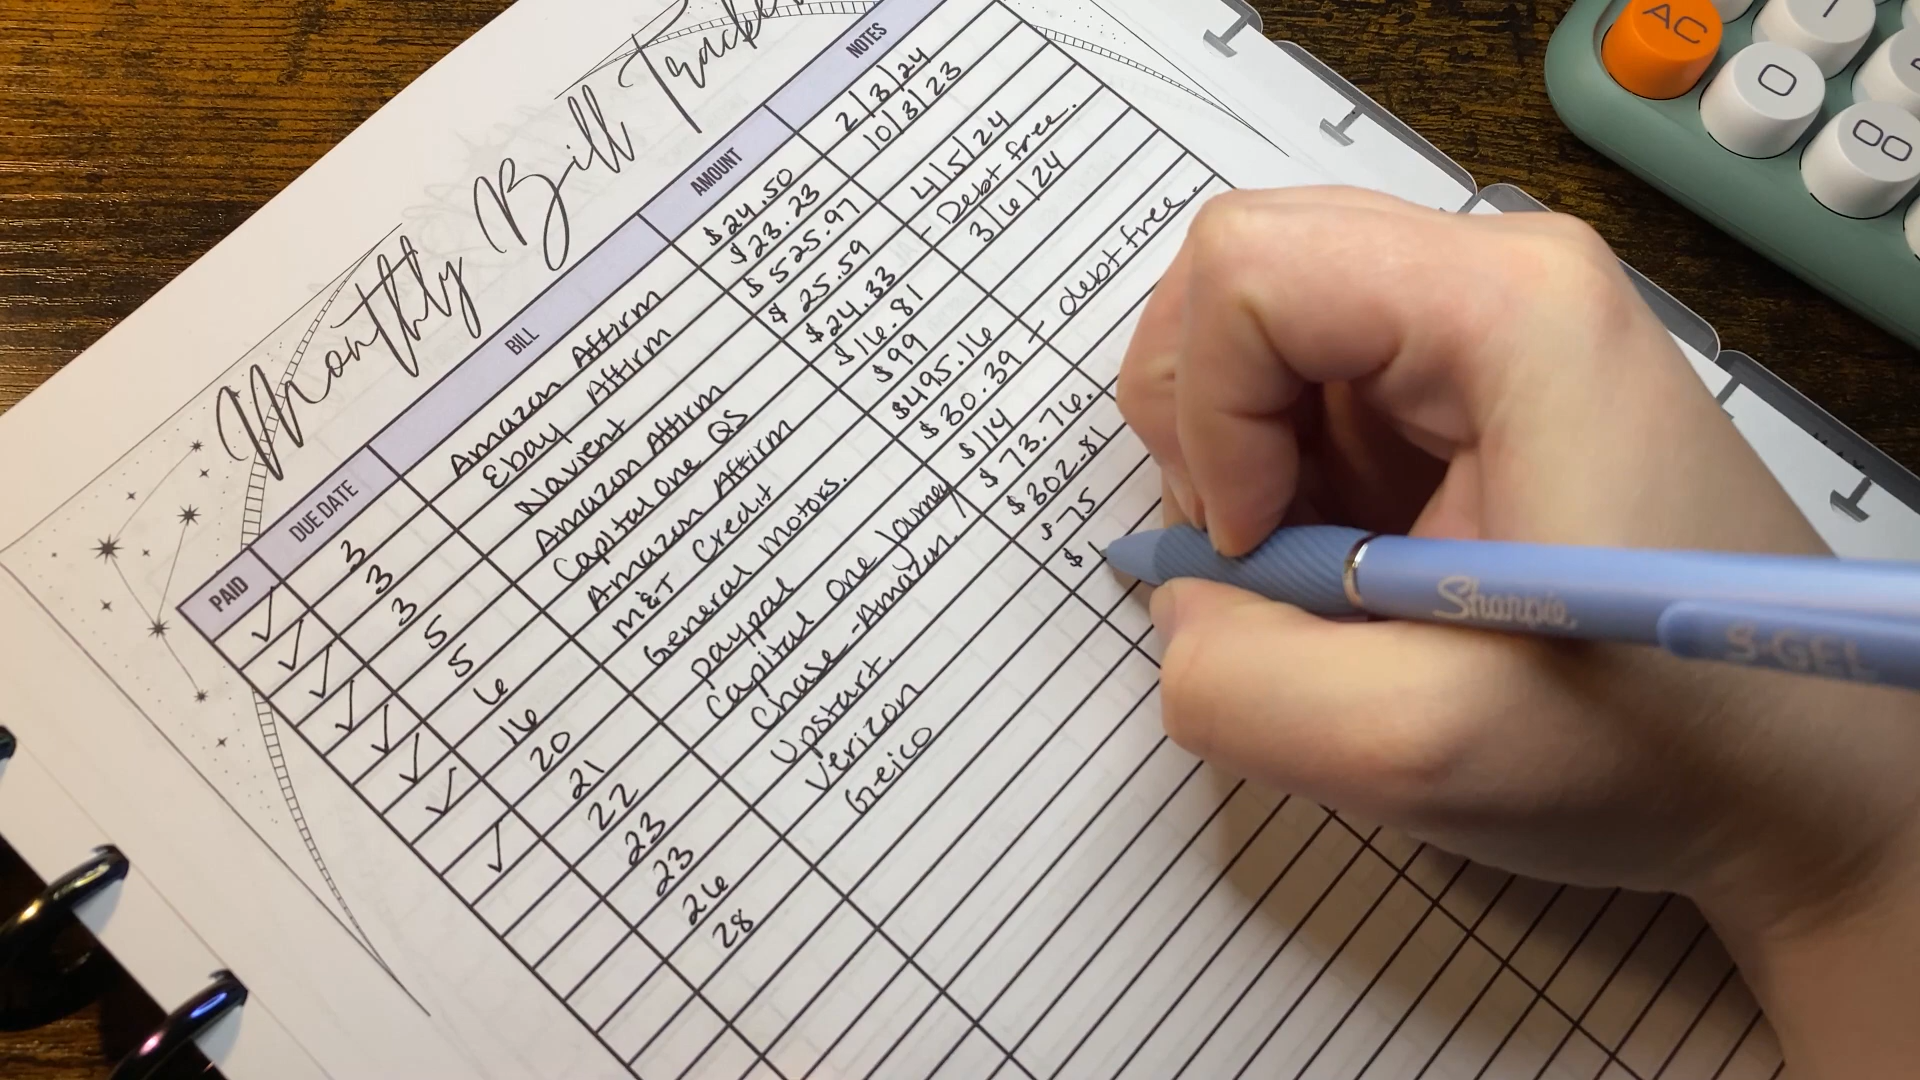 Monthly Bill Tracker
PAID DUE DATE BILL AMOUNT NOTES
✓ 3 Amazon Affirm $24.50 2/3/24
✓ 3 Ebay Affirm $23.23 10/3/23
✓ 3 Navient $525.97
✓ 5 Amazon Affirm $25.59 4/5/24
✓ 5 Capital One QS $24.33 - Debt free.
✓ 6 Amazon Affirm $16.81 3/6/24
✓ 16 M&T Credit $99
20 General Motors. $495.16
✓ 21 paypal $30.39 - debt free.
22 Capital One Journey $114
23 Chase - Amazon. $73.76.
23 Upstart. $302.81
26 Verizon $75
28 Geico $1
AC
0
00
Sharpie.
S-GEL